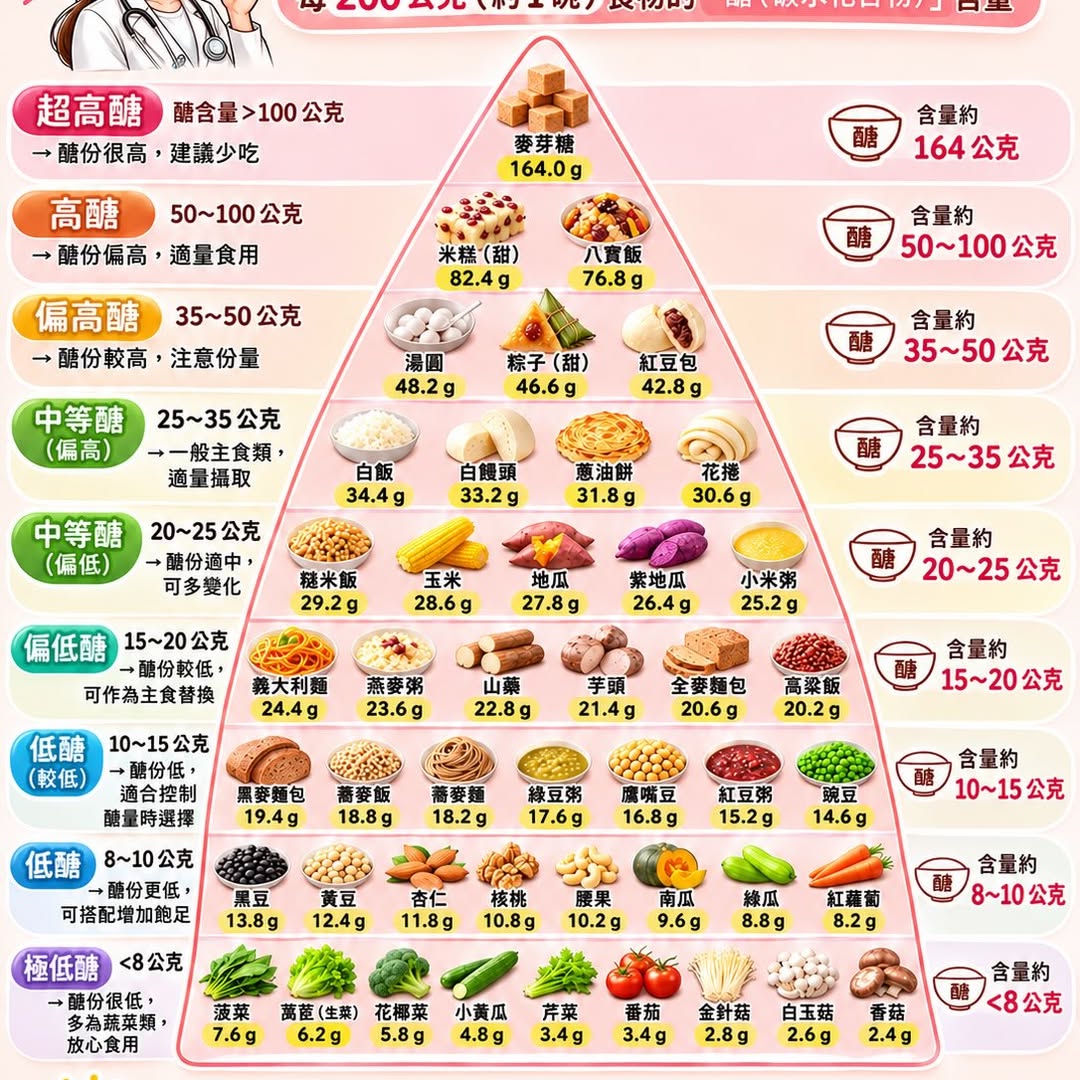 超高醣 醣含量>100 公克
→ 醣份很高，建議少吃
麥芽糖
164.0 g
醣
含量約
164 公克
高醣 50～100 公克
→ 醣份偏高，適量食用
米糕（甜） 八寶飯
82.4 g 76.8 g
醣
含量約
50～100 公克
偏高醣 35～50 公克
→ 醣份較高，注意份量
湯圓 粽子（甜） 紅豆包
48.2 g 46.6 g 42.8 g
醣
含量約
35～50 公克
中等醣
（偏高）
25～35 公克
→ 一般主食類，
適量攝取
白飯 白饅頭 蔥油餅 花捲
34.4 g 33.2 g 31.8 g 30.6 g
醣
含量約
25～35 公克
中等醣
（偏低）
20～25 公克
→ 醣份適中，
可多變化
糙米飯 玉米 地瓜 紫地瓜 小米粥
29.2 g 28.6 g 27.8 g 26.4 g 25.2 g
醣
含量約
20～25 公克
偏低醣 15～20 公克
→ 醣份較低，
可作為主食替換
義大利麵 燕麥粥 山藥 芋頭 全麥麵包 高粱飯
24.4 g 23.6 g 22.8 g 21.4 g 20.6 g 20.2 g
醣
含量約
15～20 公克
低醣
（較低）
10～15 公克
→ 醣份低，
適合控制
醣量時選擇
黑麥麵包 蕎麥飯 蕎麥麵 綠豆粥 鷹嘴豆 紅豆粥 豌豆
19.4 g 18.8 g 18.2 g 17.6 g 16.8 g 15.2 g 14.6 g
醣
含量約
10～15 公克
低醣 8～10 公克
→ 醣份更低，
可搭配增加飽足
黑豆 黃豆 杏仁 核桃 腰果 南瓜 綠瓜 紅蘿蔔
13.8 g 12.4 g 11.8 g 10.8 g 10.2 g 9.6 g 8.8 g 8.2 g
醣
含量約
8～10 公克
極低醣 <8 公克
→ 醣份很低，
多為蔬菜類，
放心食用
菠菜 萵苣（生菜） 花椰菜 小黃瓜 芹菜 番茄 金針菇 白玉菇 香菇
7.6 g 6.2 g 5.8 g 4.8 g 3.4 g 3.4 g 2.8 g 2.6 g 2.4 g
醣
含量約
<8 公克